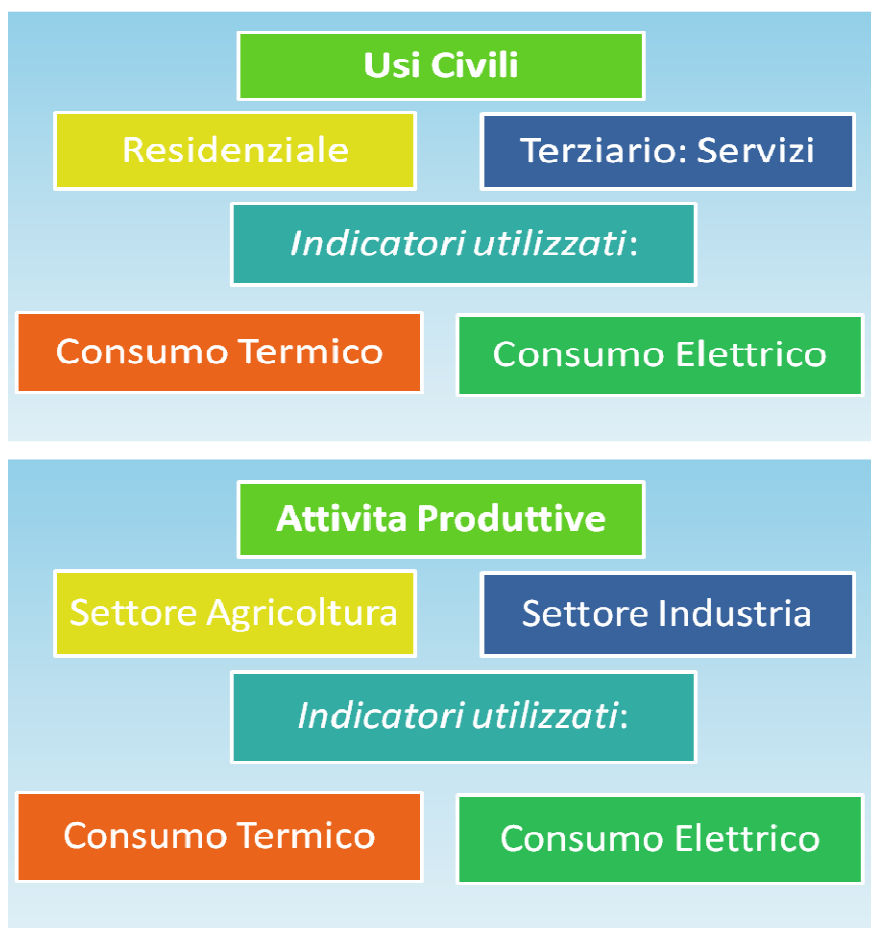 Usi Civili
Residenziale
Terziario: Servizi
Indicatori utilizzati:
Consumo Termico
Consumo Elettrico
Attivita Produttive
Settore Agricoltura
Settore Industria
Indicatori utilizzati:
Consumo Termico
Consumo Elettrico